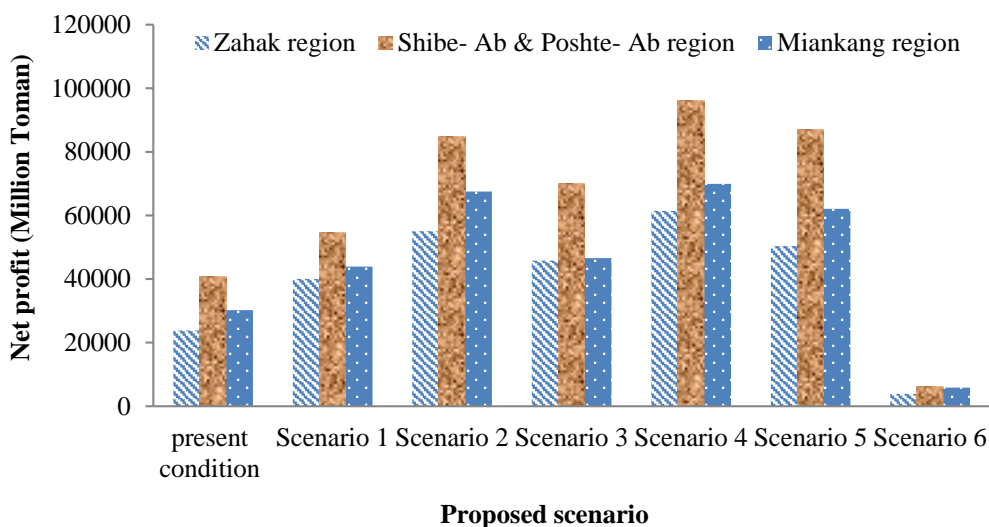 Net profit (Million Toman)
120000
100000
80000
60000
40000
20000
0
Zahak region Shibe- Ab & Poshte- Ab region Miankang region
present condition Scenario 1 Scenario 2 Scenario 3 Scenario 4 Scenario 5 Scenario 6
Proposed scenario